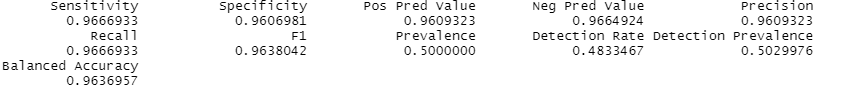 Sensitivity Specificity Pos Pred Value Neg Pred Value Precision
0.9666933 0.9606981 0.9609323 0.9664924 0.9609323
Recall F1 Prevalence Detection Rate Detection Prevalence
0.9666933 0.9638042 0.5000000 0.4833467 0.5029976
Balanced Accuracy
0.9636957